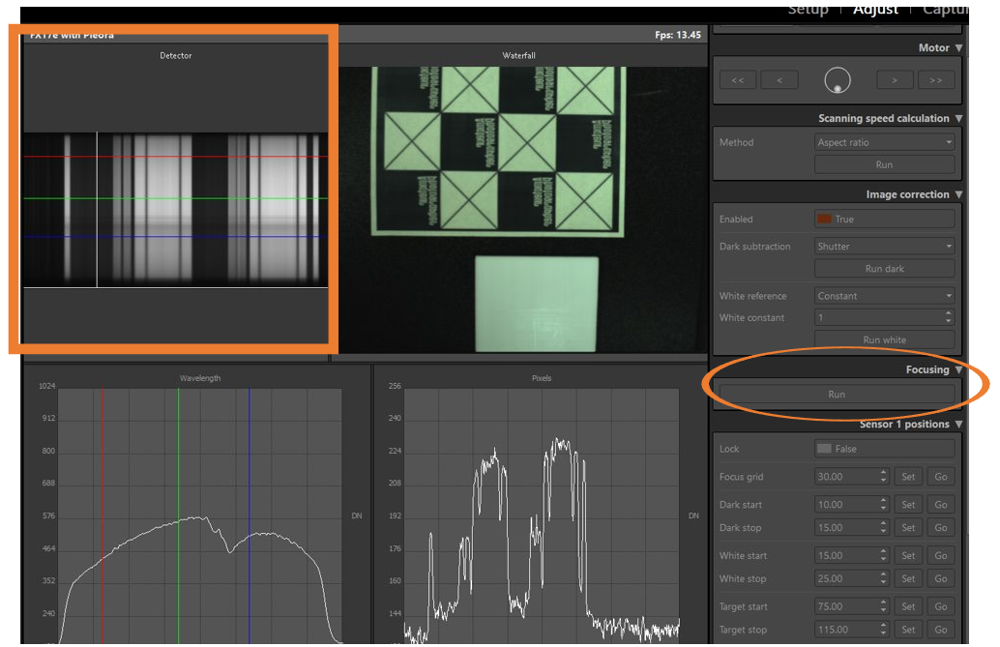 Setup | Adjust | Captu
FX17e with Pleora
Fps: 13.45
Detector
Waterfall
Motor
<< < > >>
Scanning speed calculation
Method Aspect ratio
Run
Image correction
Enabled True
Dark subtraction Shutter
Run dark
White reference Constant
White constant 1
Run white
Focusing
Run
Sensor 1 positions
Lock False
Focus grid 30.00 Set Go
Dark start 10.00 Set Go
Dark stop 15.00 Set Go
White start 15.00 Set Go
White stop 25.00 Set Go
Target start 75.00 Set Go
Target stop 115.00 Set Go
Wavelength
1024
912
800
688
576
464
352
240
DN
Pixels
256
240
224
208
192
176
160
144
DN